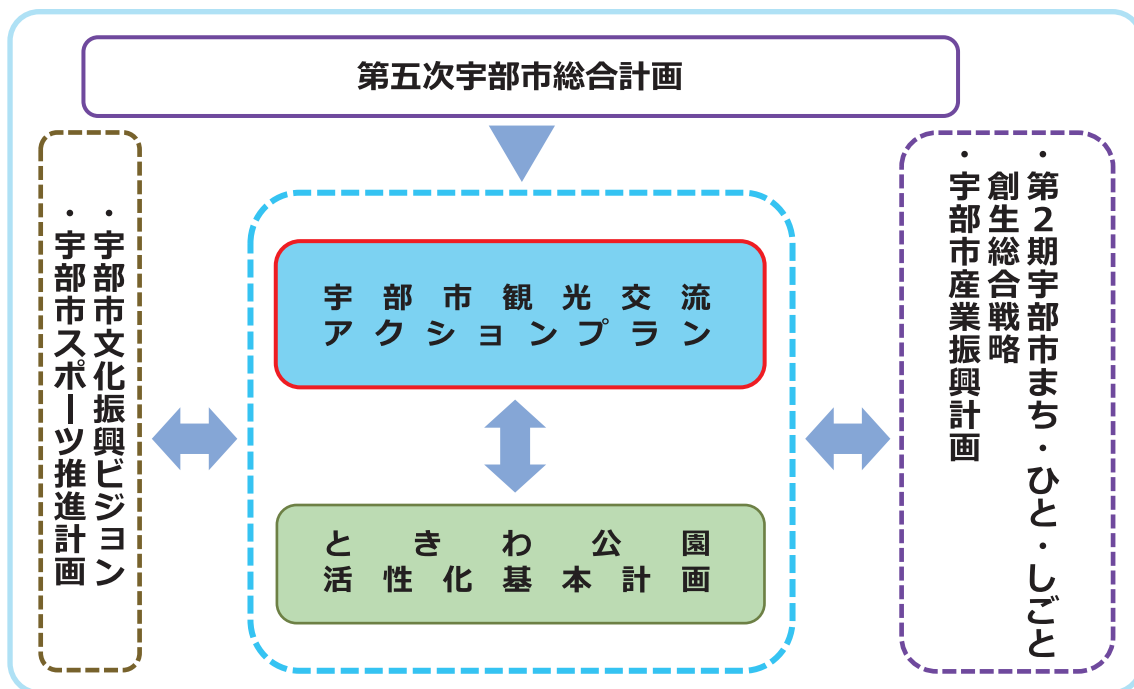 第五次宇部市総合計画
・宇部市文化振興ビジョン
・宇部市スポーツ推進計画
宇部市観光交流
アクションプラン
ときわ公園
活性化基本計画
・第2期宇部市まち・ひと・しごと
創生総合戦略
・宇部市産業振興計画